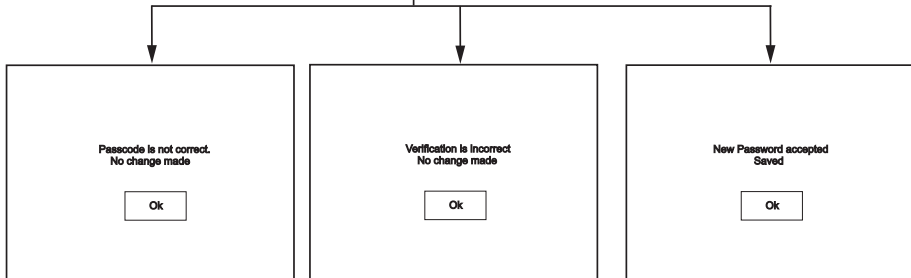 Passcode is not correct.
No change made
Ok
Verification is incorrect
No change made
Ok
New Password accepted
Saved
Ok